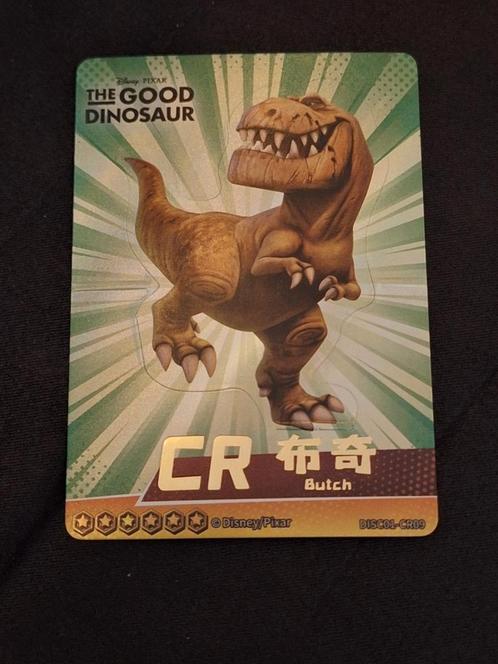 Disney · PIXAR
THE GOOD
DINOSAUR
CR 布奇
Butch
© Disney/Pixar
DISC01-CR09